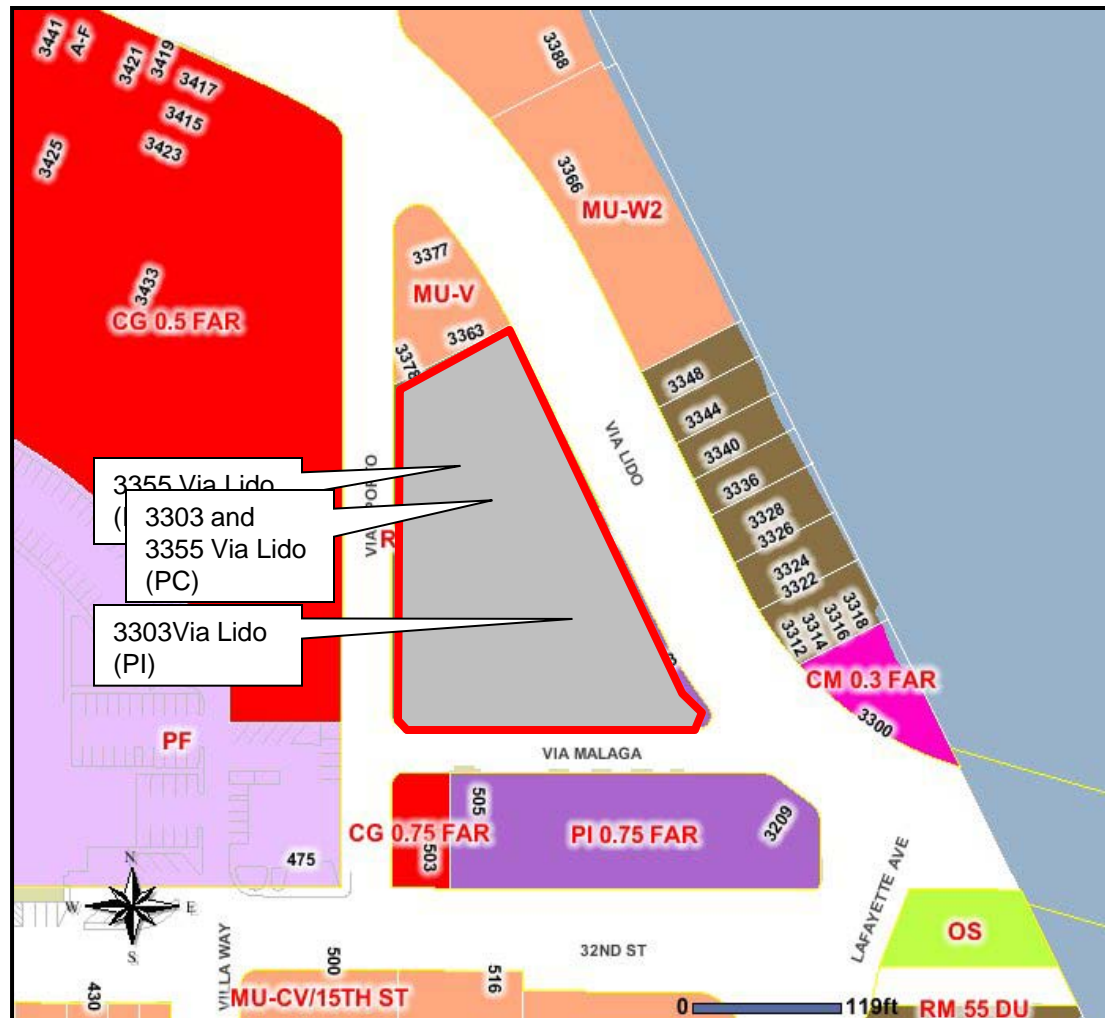 3441
A-F
3421
3419
3417
3415
3423
3425
3433
CG 0.5 FAR
3388
3366
MU-W2
3377
MU-V
3363
3378
3348
3344
3340
3336
3328
3326
3324
3322
3318
3316
3314
3312
VIA LIDO
CM 0.3 FAR
3300
3355 Via Lido
3303 and
3355 Via Lido
(PC)
3303Via Lido
(PI)
VIA
R
PF
475
VIA MALAGA
CG 0.75 FAR
503
505
PI 0.75 FAR
3209
LAFAYETTE AVE
OS
N
W
E
S
VILLA WAY
32ND ST
430
500
516
MU-CV/15TH ST
0
119ft
RM 55 DU